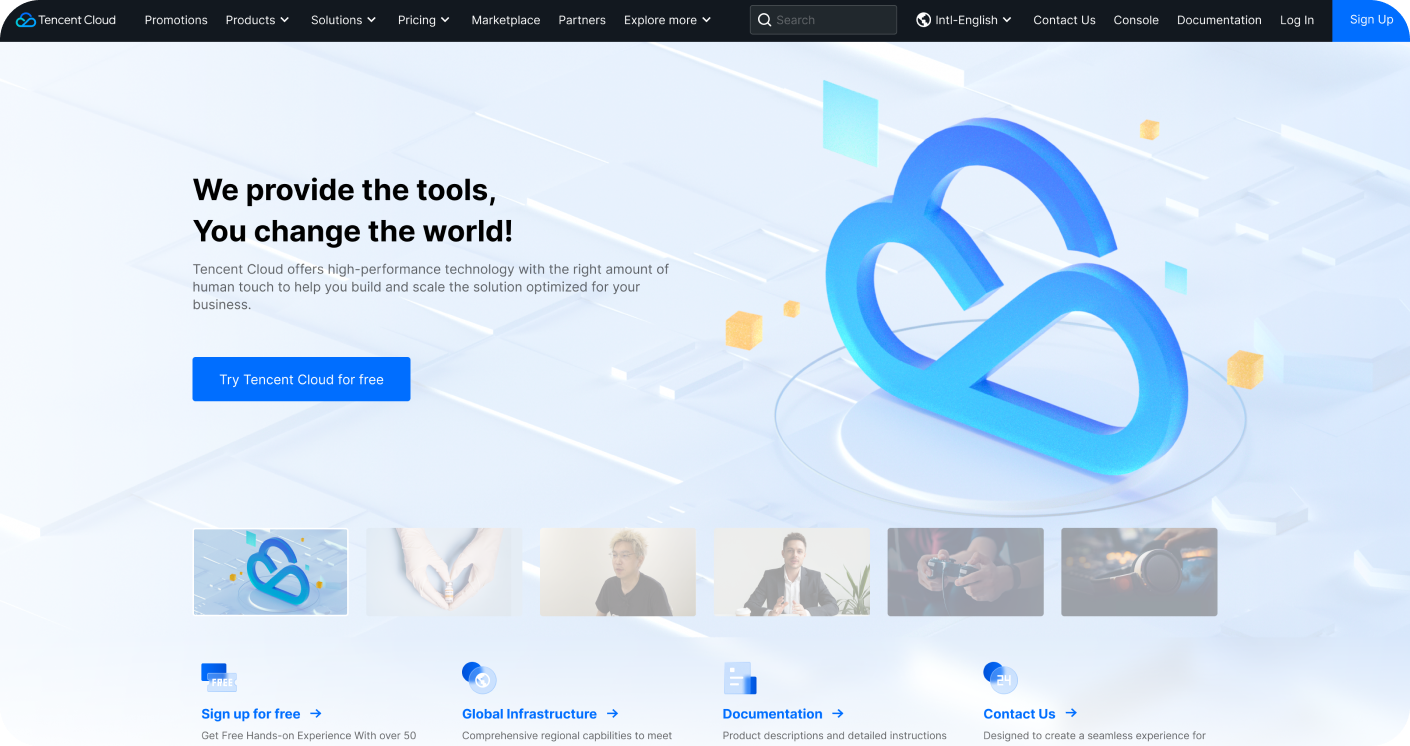 Tencent Cloud Promotions Products Solutions Pricing Marketplace Partners Explore more Search Intl-English Contact Us Console Documentation Log In Sign Up
We provide the tools,
You change the world!
Tencent Cloud offers high-performance technology with the right amount of
human touch to help you build and scale the solution optimized for your
business.
Try Tencent Cloud for free
FREE
24
Sign up for free
Global Infrastructure
Documentation
Contact Us
Get Free Hands-on Experience With over 50
Comprehensive regional capbilities to meet
Product descriptions and detailed instructions
Designed to create a seamless experience for